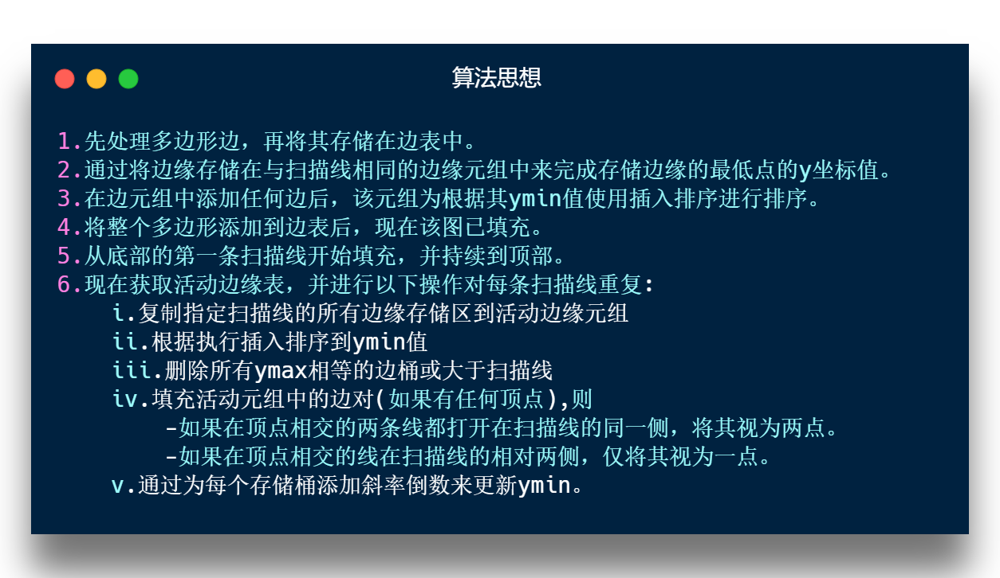 算法思想
1.先处理多边形边，再将其存储在边表中。
2.通过将边缘存储在与扫描线相同的边缘元组中来完成存储边缘的最低点的y坐标值。
3.在边元组中添加任何边后，该元组为根据其ymin值使用插入排序进行排序。
4.将整个多边形添加到边表后，现在该图已填充。
5.从底部的第一条扫描线开始填充，并持续到顶部。
6.现在获取活动边缘表，并进行以下操作对每条扫描线重复:
i.复制指定扫描线的所有边缘存储区到活动边缘元组
ii.根据执行插入排序到ymin值
iii.删除所有ymax相等的边桶或大于扫描线
iv.填充活动元组中的边对(如果有任何顶点),则
-如果在顶点相交的两条线都打开在扫描线的同一侧，将其视为两点。
-如果在顶点相交的线在扫描线的相对两侧，仅将其视为一点。
v.通过为每个存储桶添加斜率倒数来更新ymin。